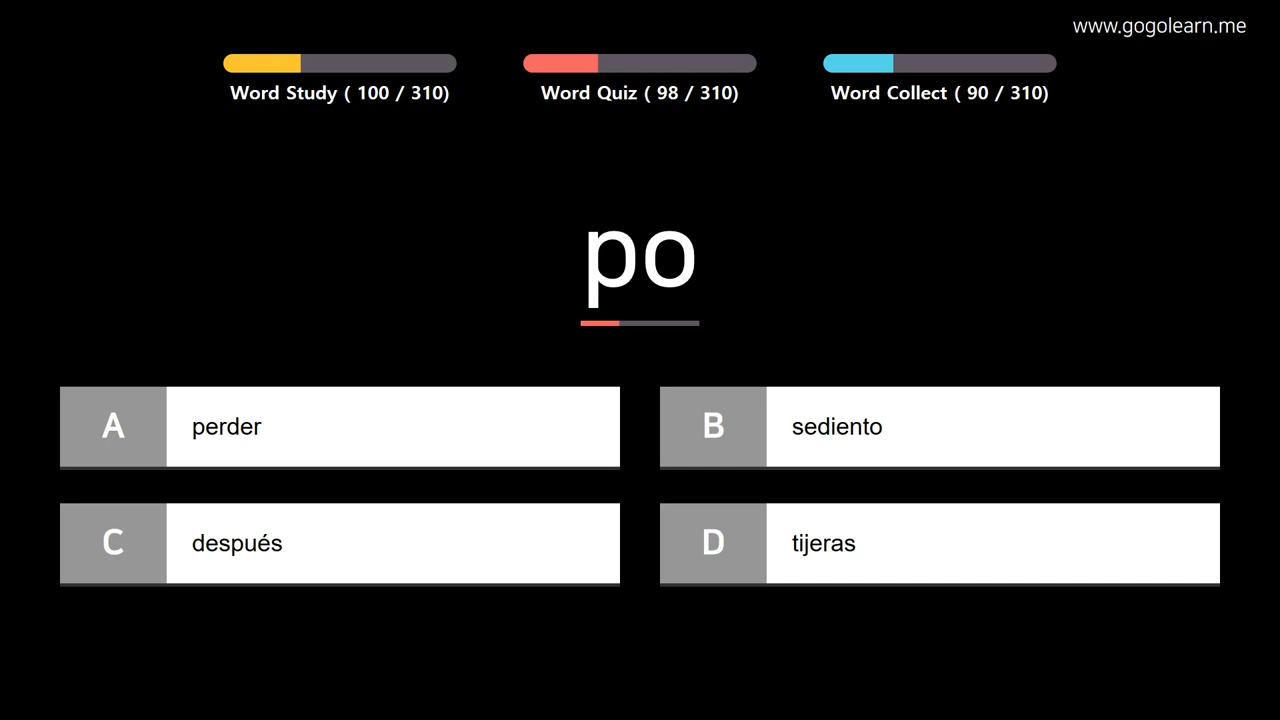 www.gogolearn.me
Word Study ( 100 / 310)
Word Quiz ( 98 / 310)
Word Collect ( 90 / 310)
po
A perder
B sediento
C después
D tijeras